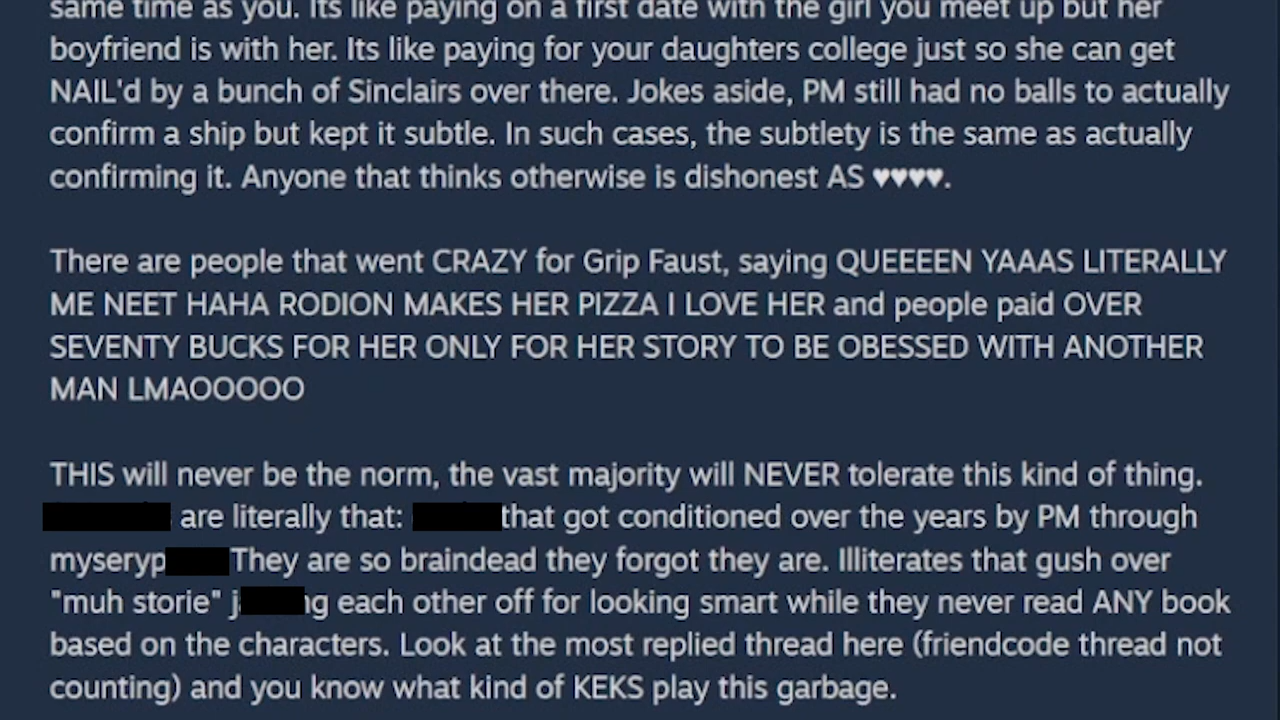 same time as you. Its like paying on a first date with the girl you meet up but her
boyfriend is with her. Its like paying for your daughters college just so she can get
NAIL'd by a bunch of Sinclairs over there. Jokes aside, PM still had no balls to actually
confirm a ship but kept it subtle. In such cases, the subtlety is the same as actually
confirming it. Anyone that thinks otherwise is dishonest AS ♥♥♥♥.
There are people that went CRAZY for Grip Faust, saying QUEEEEN YAAAS LITERALLY
ME NEET HAHA RODION MAKES HER PIZZA I LOVE HER and people paid OVER
SEVENTY BUCKS FOR HER ONLY FOR HER STORY TO BE OBESSED WITH ANOTHER
MAN LMAOOOOO
THIS will never be the norm, the vast majority will NEVER tolerate this kind of thing.
are literally that: that got conditioned over the years by PM through
myseryp They are so braindead they forgot they are. Illiterates that gush over
"muh storie" j ng each other off for looking smart while they never read ANY book
based on the characters. Look at the most replied thread here (friendcode thread not
counting) and you know what kind of KEKS play this garbage.